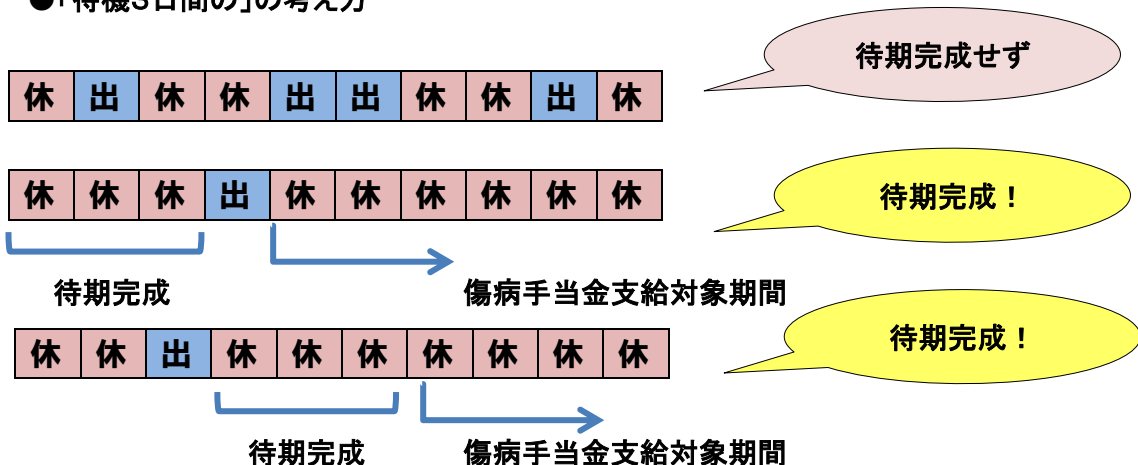 ●「待機3日間の」の考え方
待期完成せず
休 出 休 休 出 出 休 休 出 休
待期完成！
休 休 休 出 休 休 休 休 休 休
待期完成 傷病手当金支給対象期間
待期完成！
休 休 出 休 休 休 休 休 休 休
待期完成 傷病手当金支給対象期間